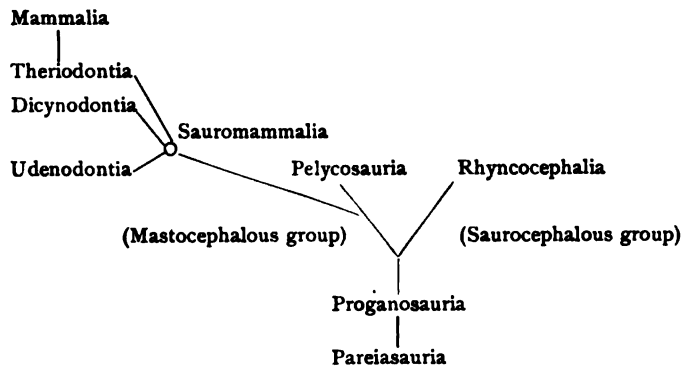 Mammalia
Theriodontia
Dicynodontia
Sauromammalia
Udenodontia
Pelycosauria
Rhyncocephalia
(Mastocephalous group)
(Saurocephalous group)
Proganosauria
Pareiasauria